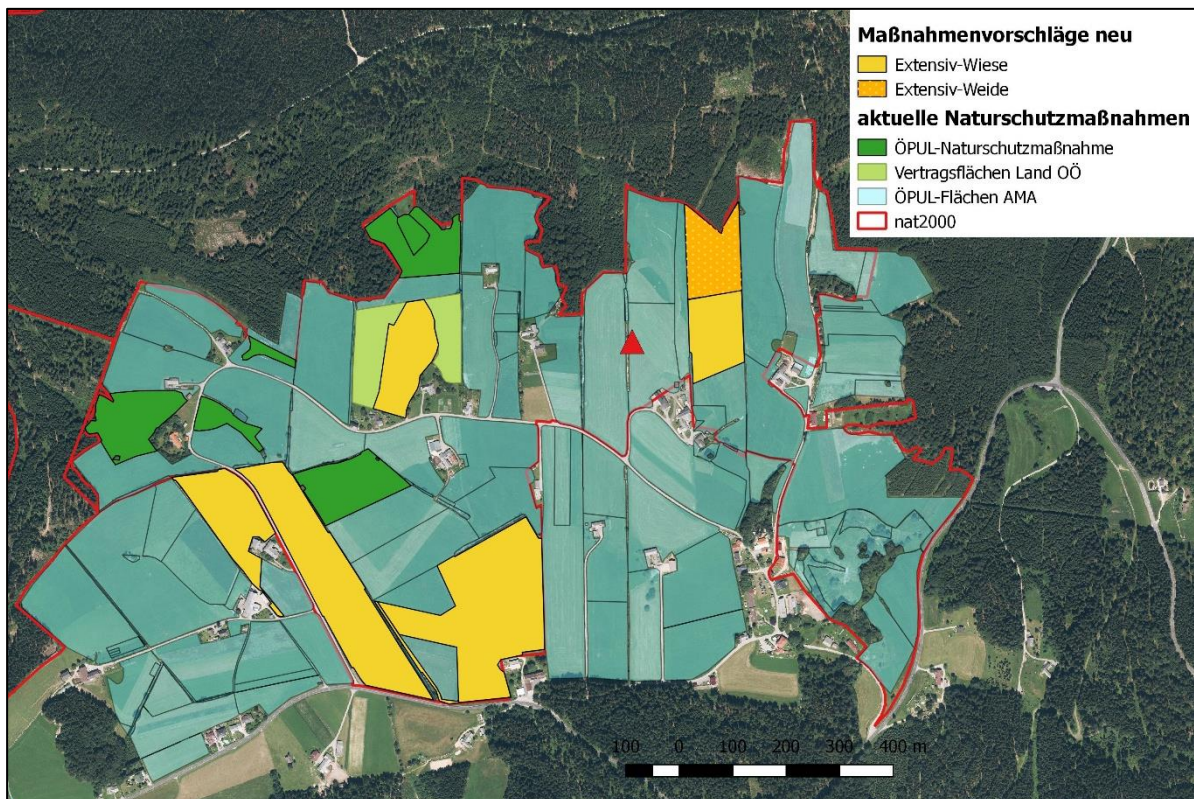 Maßnahmenvorschläge neu
Extensiv-Wiese
Extensiv-Weide
aktuelle Naturschutzmaßnahmen
ÖPUL-Naturschutzmaßnahme
Vertragsflächen Land OÖ
ÖPUL-Flächen AMA
nat2000
100 0 100 200 300 400 m